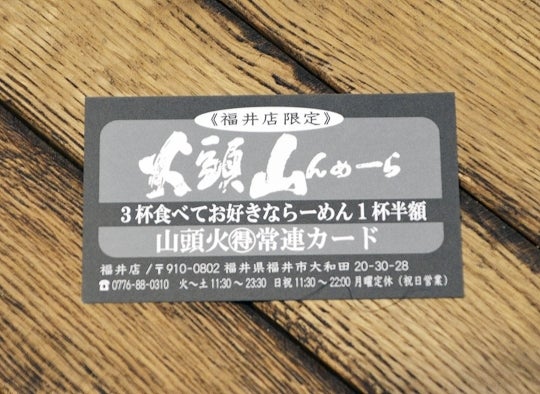 《福井店限定》
火頭山んめーら
3杯食べてお好きならーめん1杯半額
山頭火㊝常連カード
福井店 /〒910-0802 福井県福井市大和田 20-30-28
☎0776-88-0310 火〜土 11:30〜23:30 日祝 11:30〜22:00 月曜定休(祝日営業)